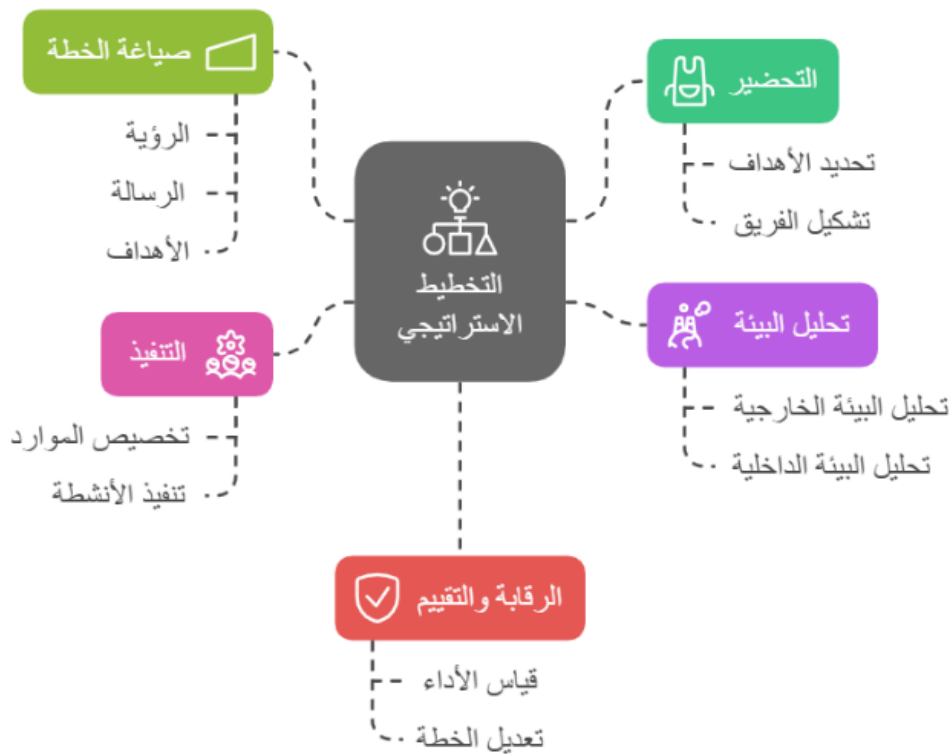 التخطيط
الاستراتيجي
التحضير
تحديد الأهداف
تشكيل الفريق
تحليل البيئة
تحليل البيئة الخارجية
تحليل البيئة الداخلية
صياغة الخطة
الرؤية
الرسالة
الأهداف
التنفيذ
تخصيص الموارد
تنفيذ الأنشطة
الرقابة والتقييم
قياس الأداء
تعديل الخطة